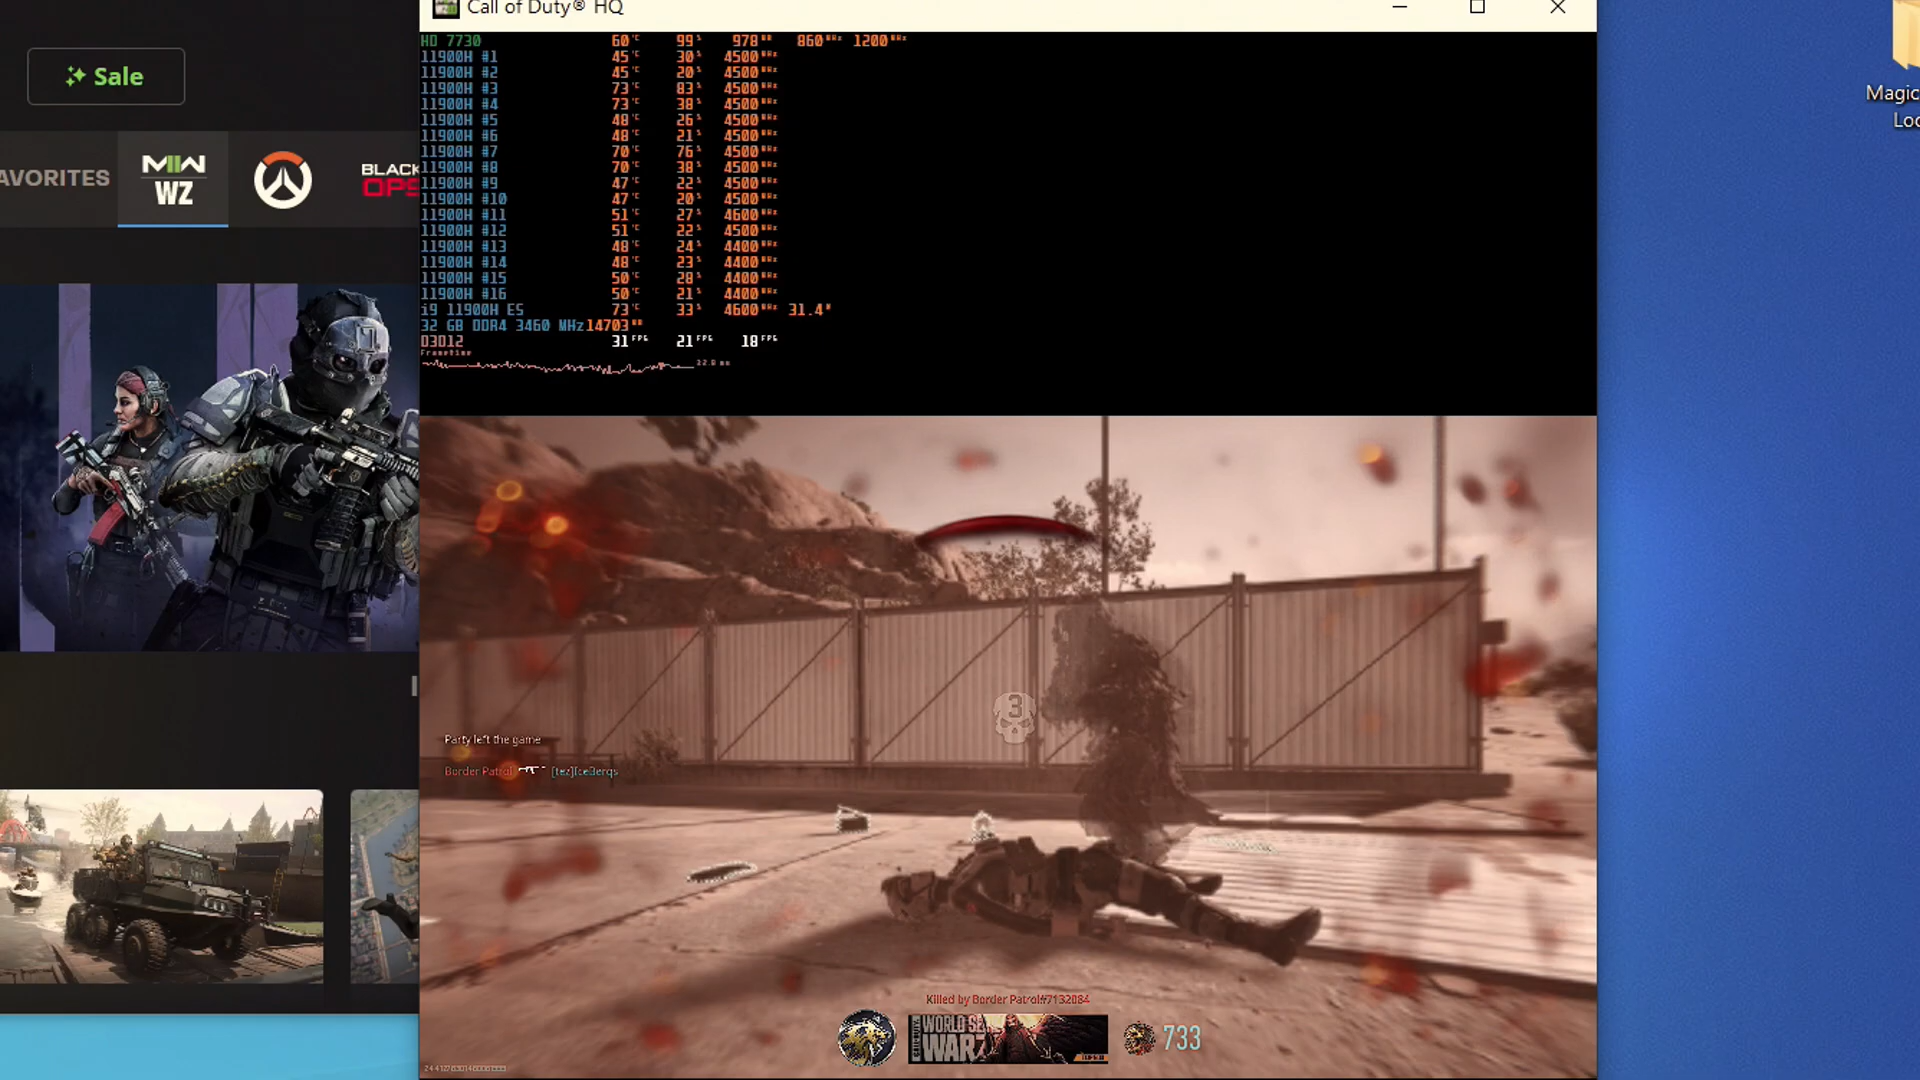 Call of Duty® HQ
Sale
AVORITES
MW
WZ
BLACK
OPS
Magic
Loc
HD 7730 60°C 99% 978MB 860MHz 1200MHz
11900H #1 45°C 30% 4500MHz
11900H #2 45°C 20% 4500MHz
11900H #3 73°C 83% 4500MHz
11900H #4 73°C 38% 4500MHz
11900H #5 48°C 26% 4500MHz
11900H #6 48°C 21% 4500MHz
11900H #7 70°C 76% 4500MHz
11900H #8 70°C 38% 4500MHz
11900H #9 47°C 22% 4500MHz
11900H #10 47°C 20% 4500MHz
11900H #11 51°C 27% 4600MHz
11900H #12 51°C 22% 4500MHz
11900H #13 48°C 24% 4400MHz
11900H #14 48°C 23% 4400MHz
11900H #15 50°C 28% 4400MHz
11900H #16 50°C 21% 4400MHz
i9 11900H ES 73°C 33% 4600MHz 31.4W
32 GB DDR4 3460 MHz 14703MB
D3D12 31FPS 21FPS 18FPS
Frametime
3
Party left the game
Border Patrol
Killed by Border Patrol#7132084
WORLD SE
WAR
733